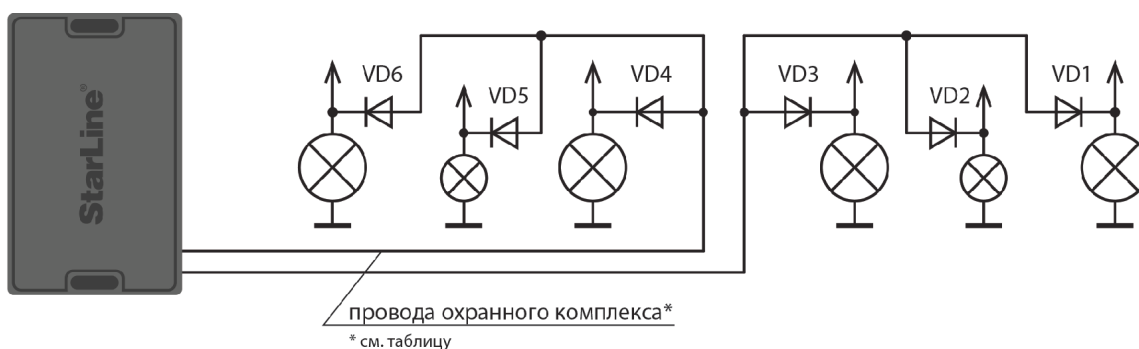 StarLine®
VD6
VD5
VD4
VD3
VD2
VD1
провода охранного комплекса*
* см. таблицу